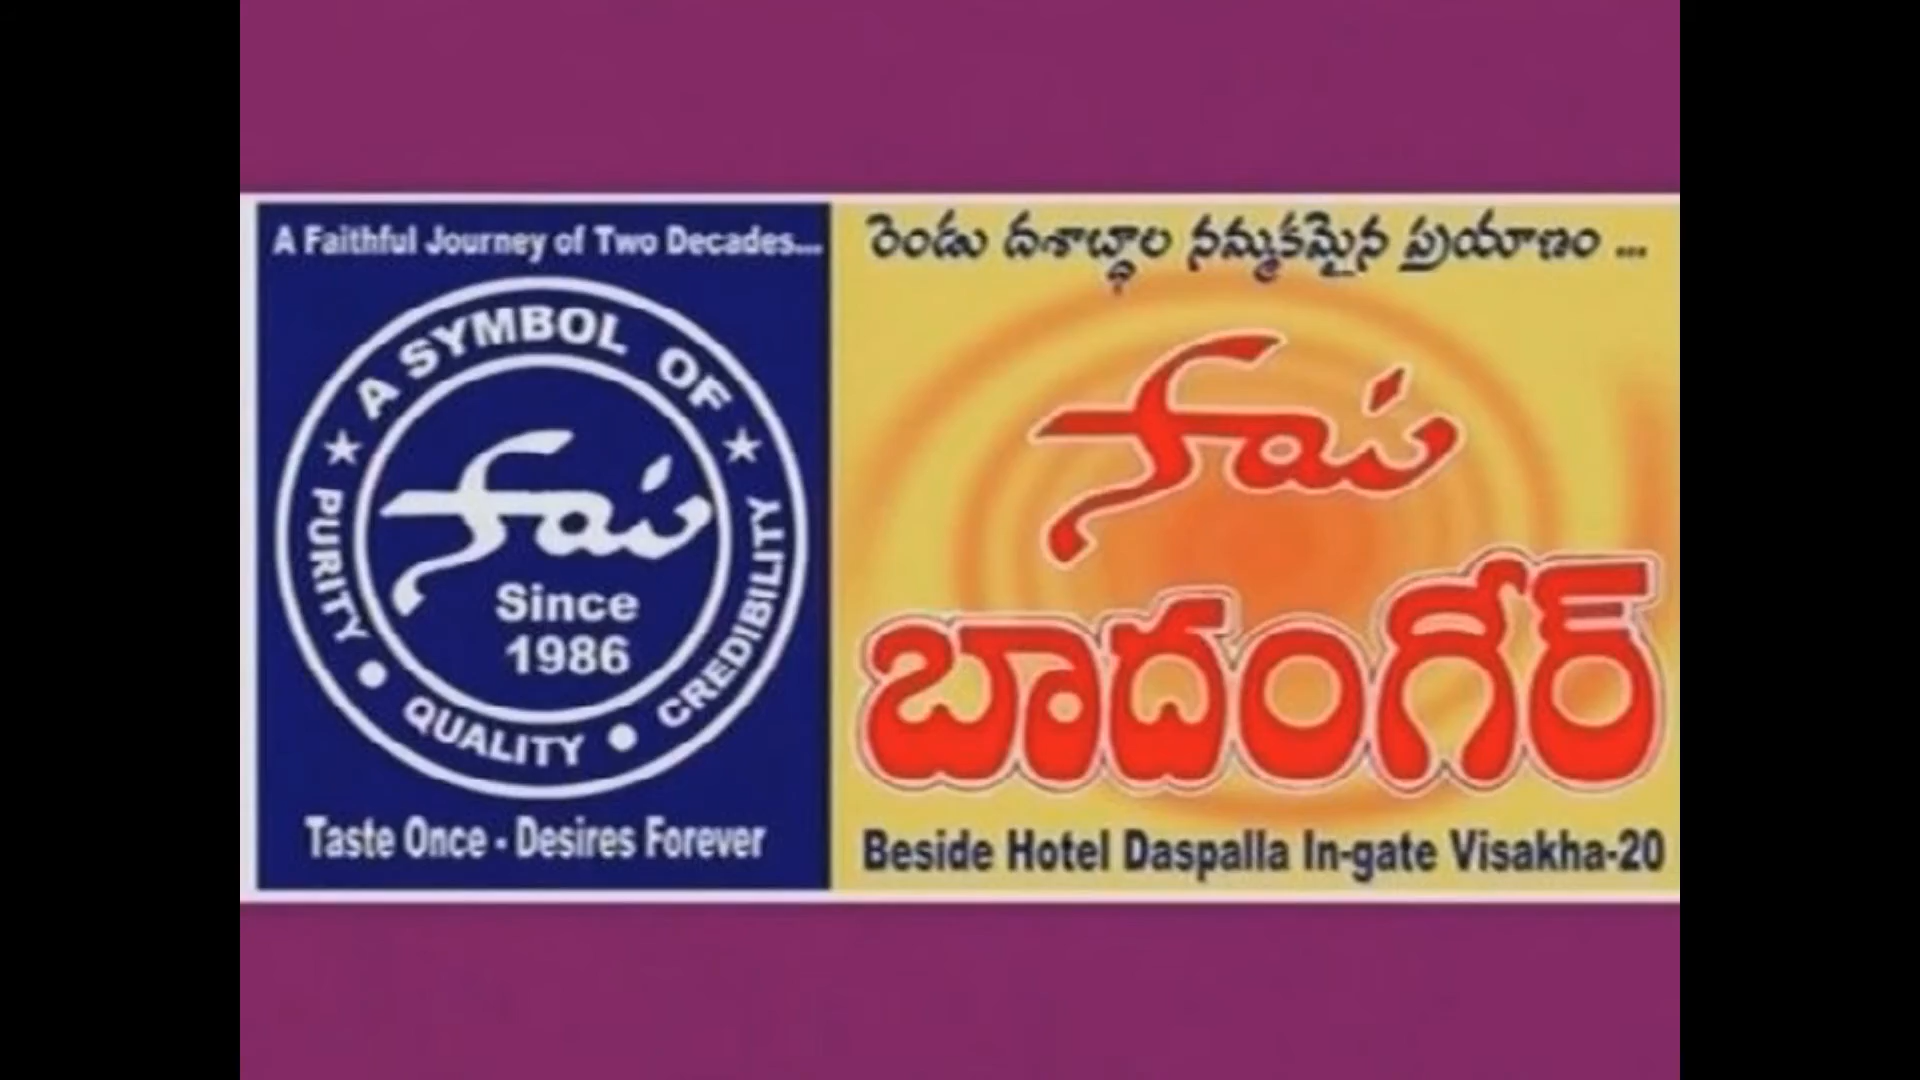 A Faithful Journey of Two Decades...
★ A SYMBOL OF ★
PURITY • QUALITY • CREDIBILITY
సాయి
Since
1986
Taste Once - Desires Forever
రెండు దశాబ్ధాల నమ్మకమైన ప్రయాణం ...
సాయి
బాదంగీర్
Beside Hotel Daspalla In-gate Visakha-20